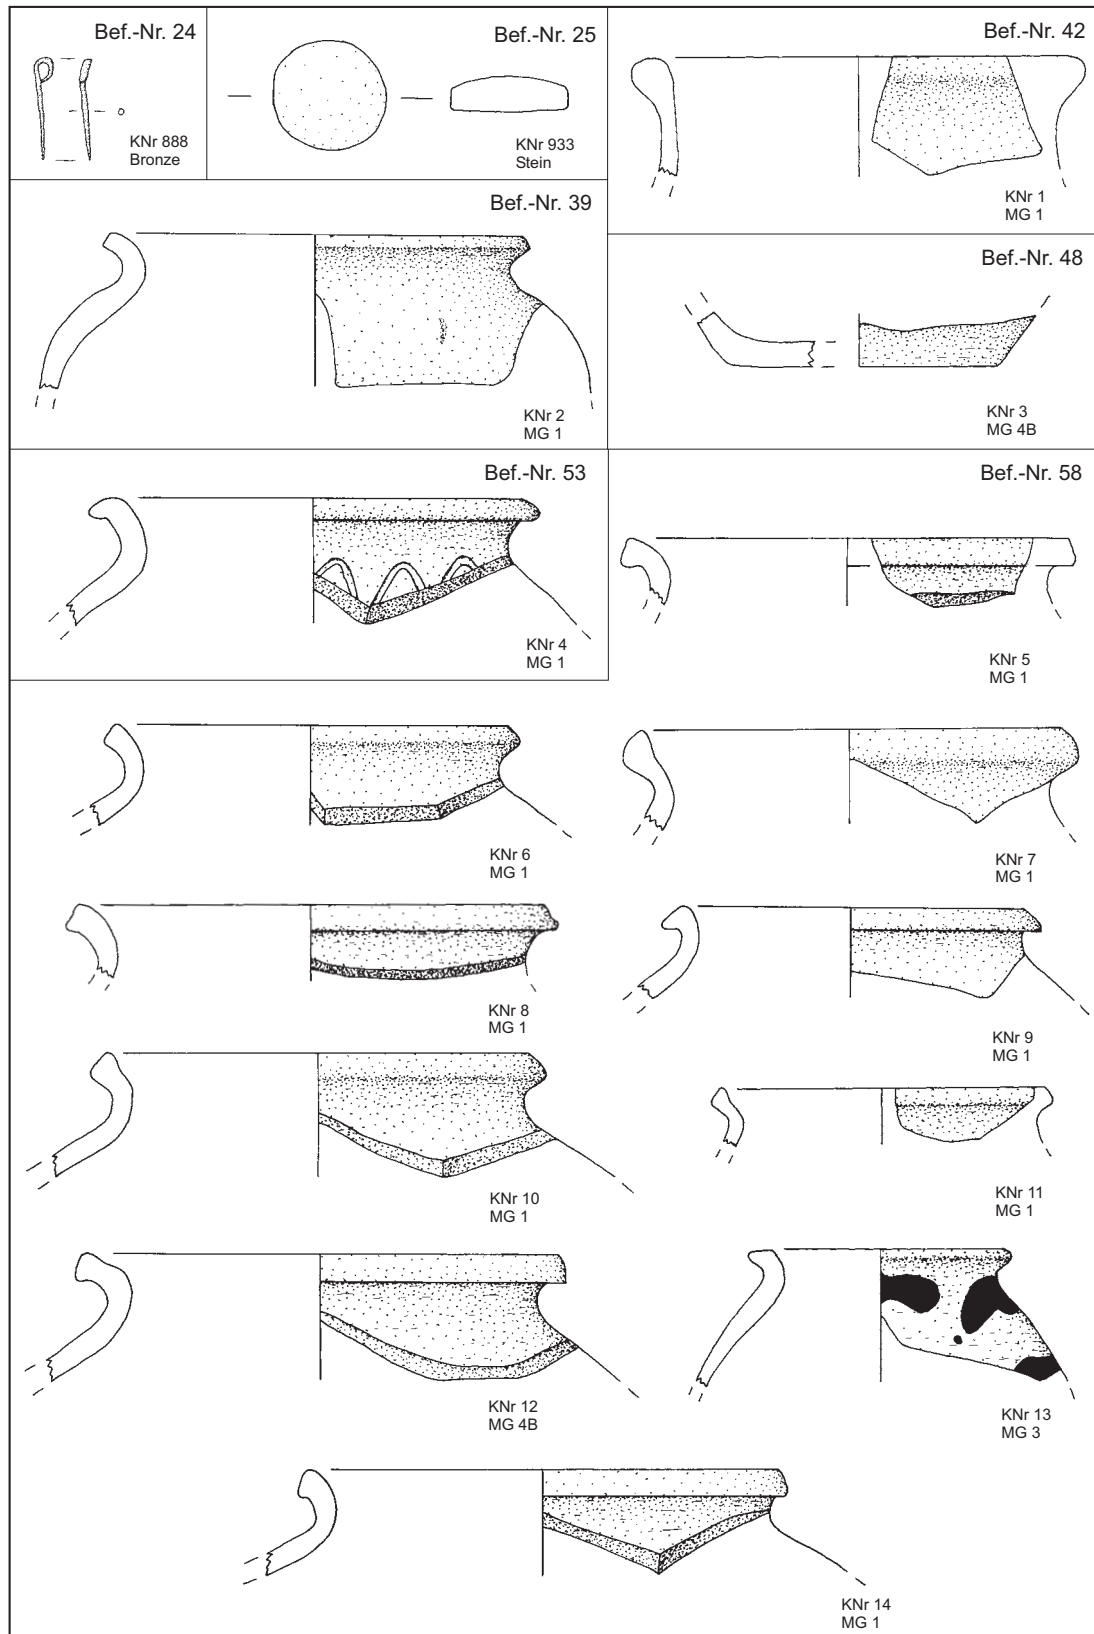 Bef.-Nr. 24
KNr 888
Bronze
Bef.-Nr. 25
KNr 933
Stein
Bef.-Nr. 42
KNr 1
MG 1
Bef.-Nr. 39
KNr 2
MG 1
Bef.-Nr. 48
KNr 3
MG 4B
Bef.-Nr. 53
KNr 4
MG 1
Bef.-Nr. 58
KNr 5
MG 1
KNr 6
MG 1
KNr 7
MG 1
KNr 8
MG 1
KNr 9
MG 1
KNr 10
MG 1
KNr 11
MG 1
KNr 12
MG 4B
KNr 13
MG 3
KNr 14
MG 1